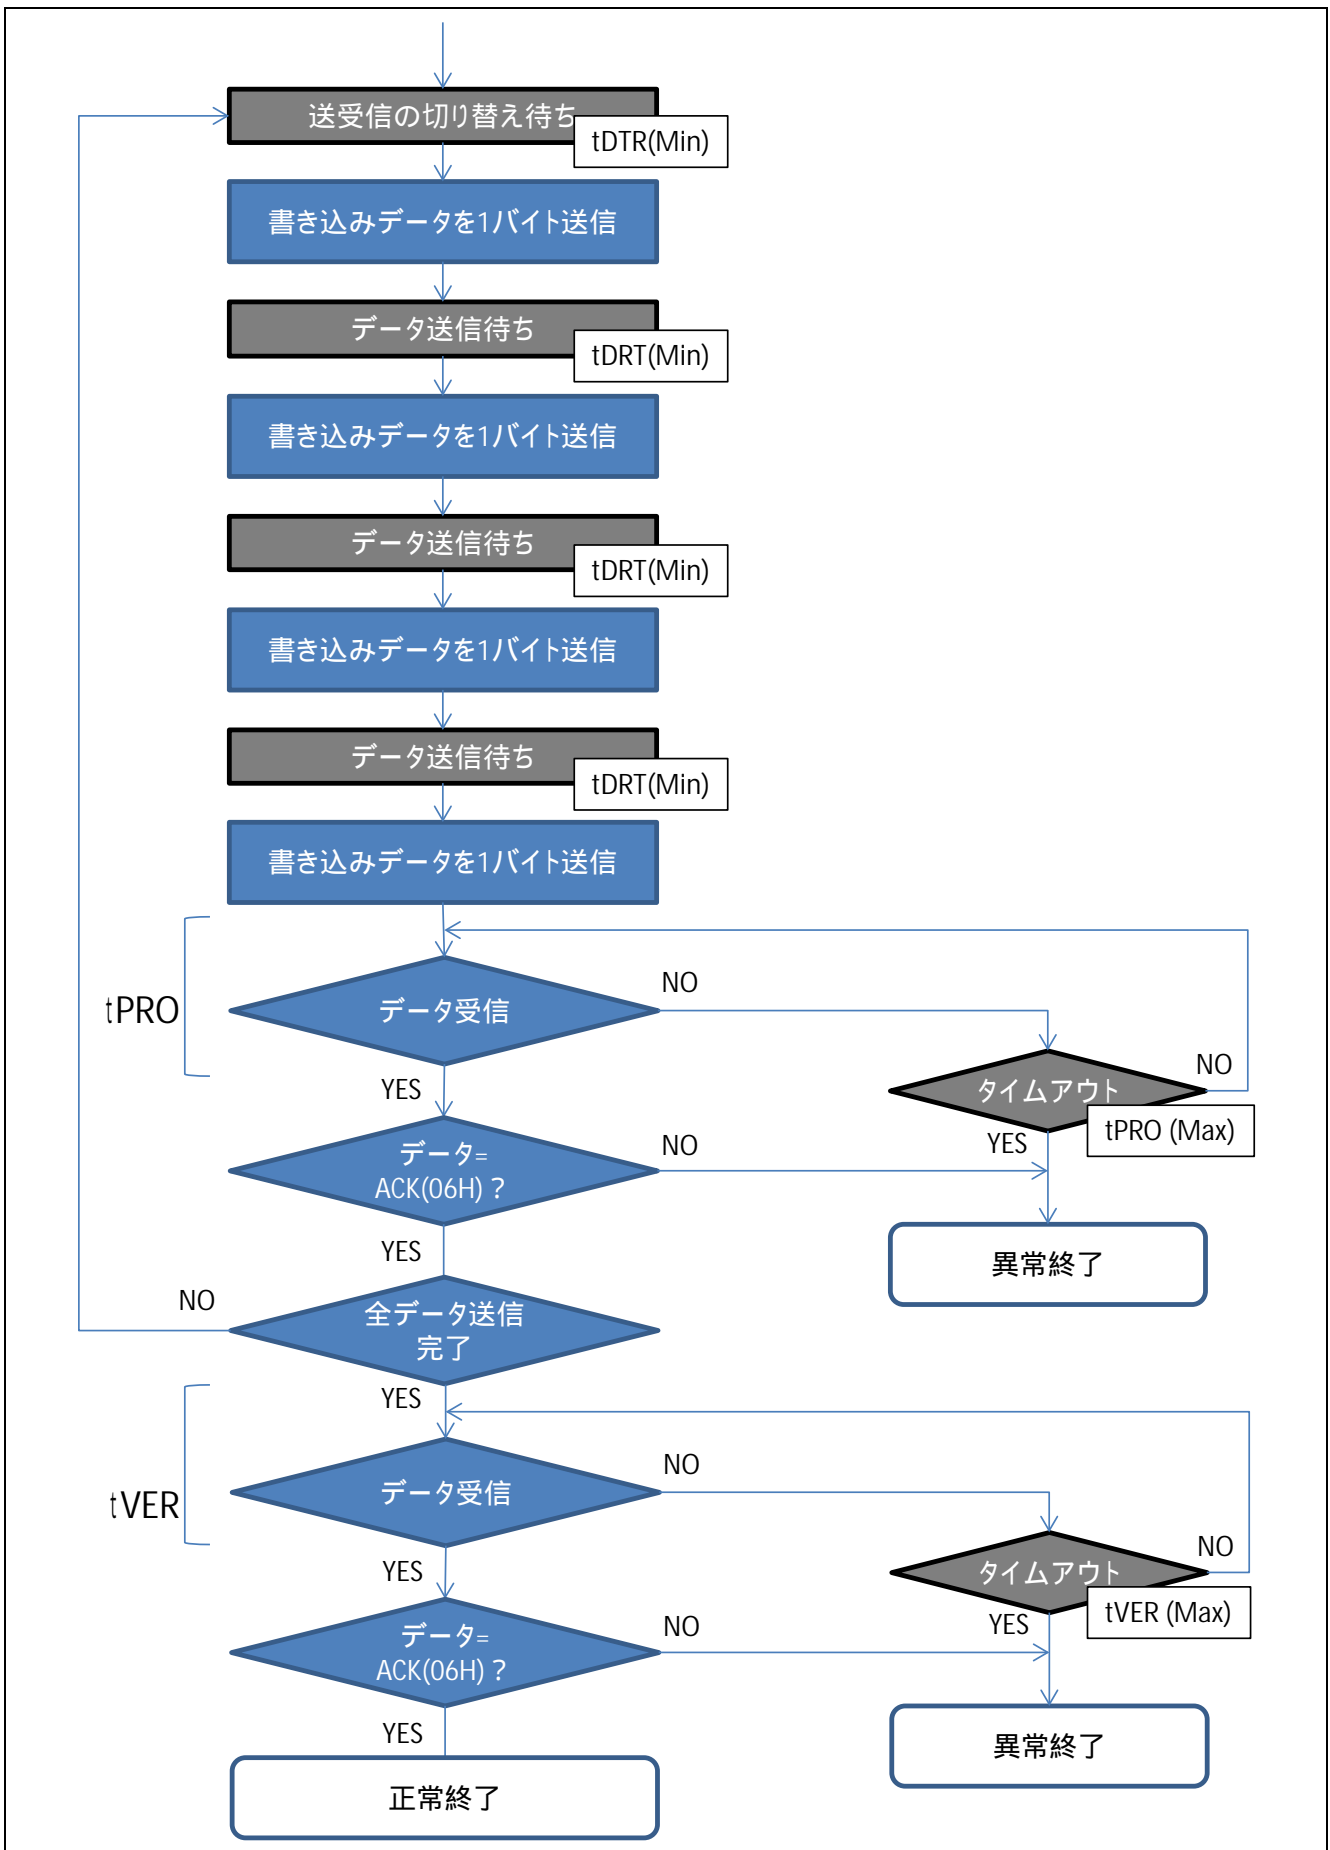 送受信の切り替え待ち
tDTR(Min)
書き込みデータを1バイト送信
データ送信待ち
tDRT(Min)
書き込みデータを1バイト送信
データ送信待ち
tDRT(Min)
書き込みデータを1バイト送信
データ送信待ち
tDRT(Min)
書き込みデータを1バイト送信
tPRO
データ受信
NO
YES
タイムアウト
NO
tPRO (Max)
YES
データ=
ACK(06H)？
NO
YES
異常終了
全データ送信
完了
NO
YES
tVER
データ受信
NO
YES
タイムアウト
NO
tVER (Max)
YES
データ=
ACK(06H)？
NO
YES
異常終了
正常終了